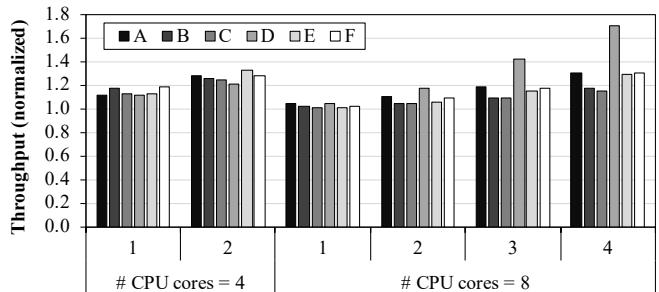 Throughput (normalized)
1.8
1.6
1.4
1.2
1.0
0.8
0.6
0.4
0.2
0.0
A B C D E F
1 2 1 2 3 4
# CPU cores = 4 # CPU cores = 8